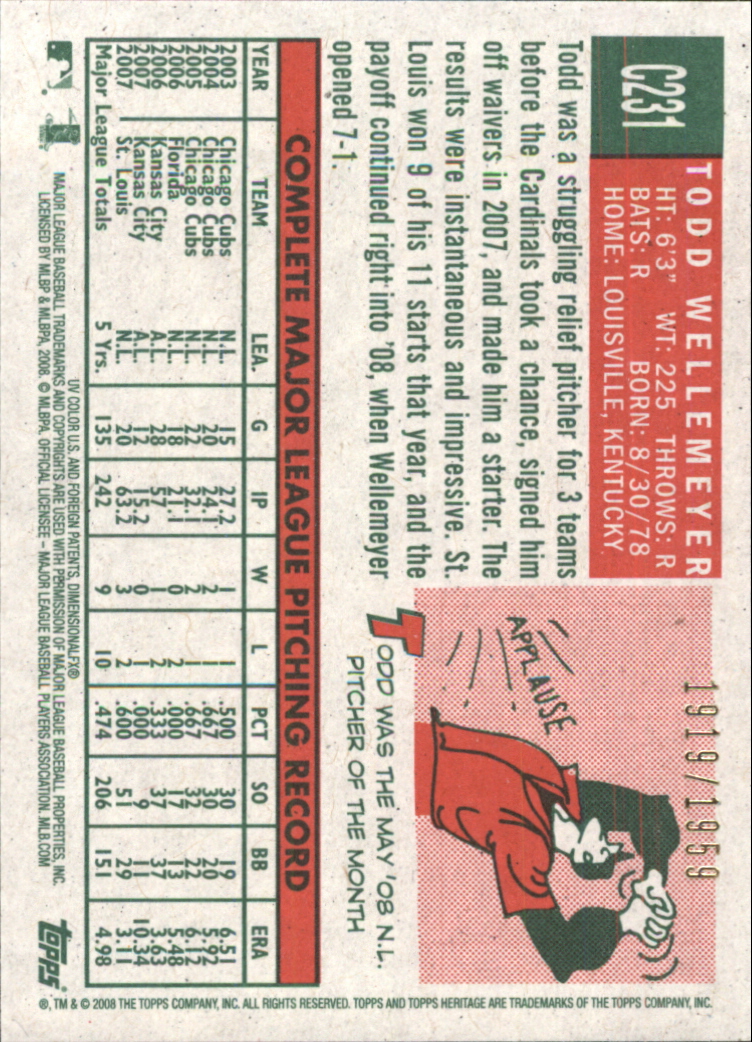 C231
TODD WELLEMEYER
HT: 6'3" WT: 225 THROWS: R
BATS: R BORN: 8/30/78
HOME: LOUISVILLE, KENTUCKY
Todd was a struggling relief pitcher for 3 teams
before the Cardinals took a chance, signed him
off waivers in 2007, and made him a starter. The
results were instantaneous and impressive. St.
Louis won 9 of his 11 starts that year, and the
payoff continued right into '08, when Wellemeyer
opened 7-1.
1919/1959
APPLAUSE
TODD WAS THE MAY '08 N.L.
PITCHER OF THE MONTH
COMPLETE MAJOR LEAGUE PITCHING RECORD
YEAR TEAM LEA. G IP W L PCT SO BB ERA
2003 Chicago Cubs N.L. 15 27.2 1 1 .500 30 19 6.51
2004 Chicago Cubs N.L. 20 24.1 2 1 .667 30 20 5.92
2005 Chicago Cubs N.L. 22 32.1 2 1 .667 32 22 6.12
2006 Florida N.L. 18 21.1 0 2 .000 17 13 5.48
2006 Kansas City A.L. 28 57 1 2 .333 37 37 3.63
2007 Kansas City A.L. 12 15.2 0 1 .000 9 11 10.34
2007 St. Louis N.L. 20 63.2 3 2 .600 51 29 3.11
Major League Totals 5 Yrs. 135 242 9 10 .474 206 151 4.98
UV COLOR U.S. AND FOREIGN PATENTS, DIMENSIONALFX®
MAJOR LEAGUE BASEBALL TRADEMARKS AND COPYRIGHTS ARE USED WITH PERMISSION OF MAJOR LEAGUE BASEBALL PROPERTIES, INC.
LICENSED BY MLBP & MLBPA, 2008. © MLBPA. OFFICIAL LICENSEE – MAJOR LEAGUE BASEBALL PLAYERS ASSOCIATION. MLB.COM
topps
®, TM & © 2008 THE TOPPS COMPANY, INC. ALL RIGHTS RESERVED. TOPPS AND TOPPS HERITAGE ARE TRADEMARKS OF THE TOPPS COMPANY, INC.